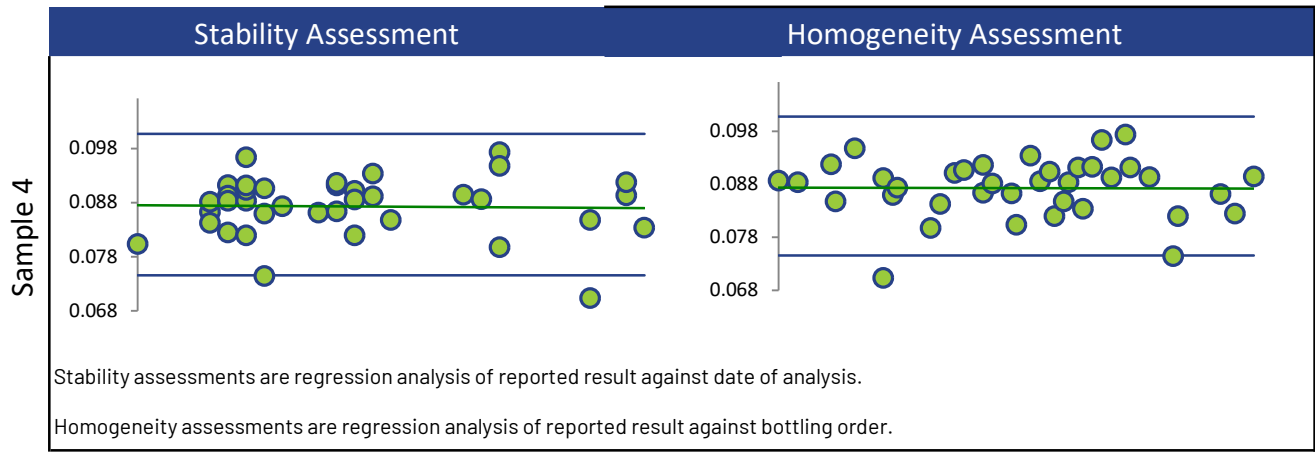 Stability Assessment
Homogeneity Assessment
Sample 4
0.098
0.088
0.078
0.068
0.098
0.088
0.078
0.068
Stability assessments are regression analysis of reported result against date of analysis.
Homogeneity assessments are regression analysis of reported result against bottling order.